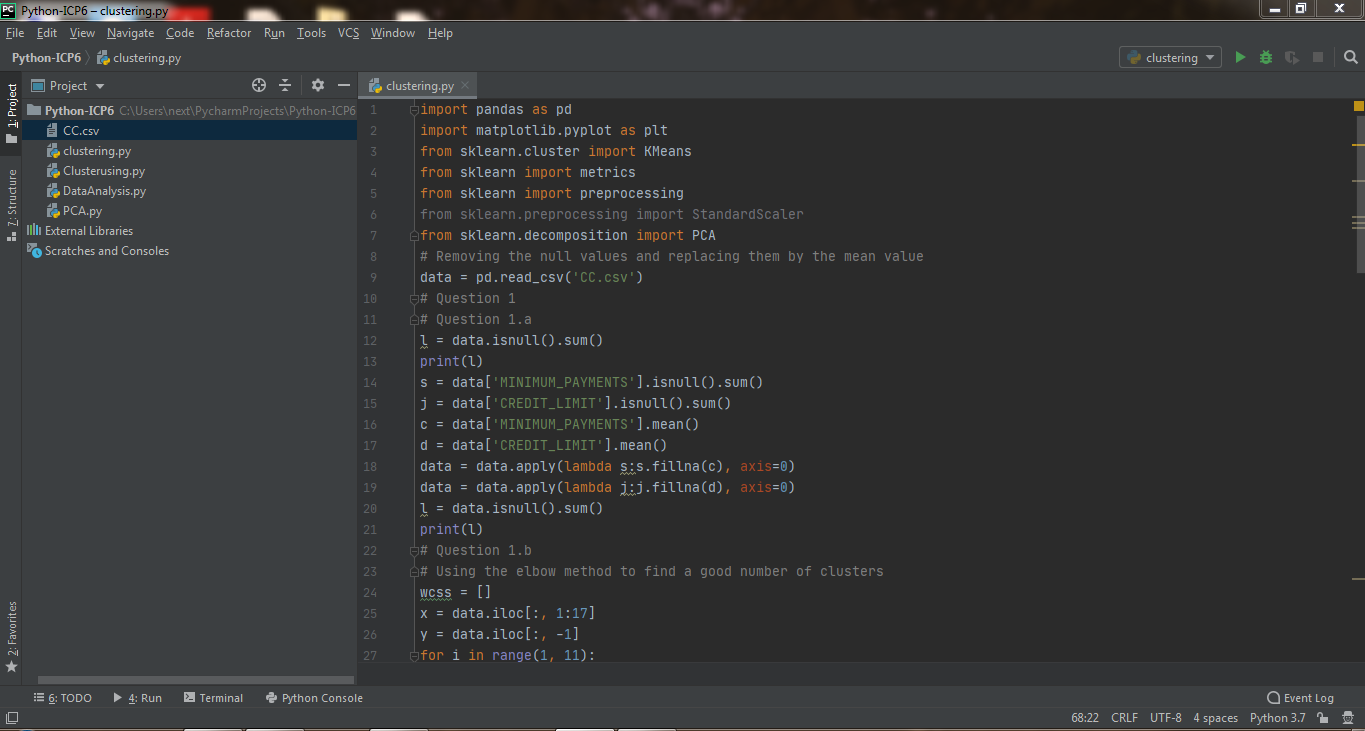 PC Python-ICP6 – clustering.py
File Edit View Navigate Code Refactor Run Tools VCS Window Help
Python-ICP6 clustering.py clustering
1: Project
7: Structure
2: Favorites
Project
Python-ICP6 C:\Users\next\PycharmProjects\Python-ICP6
CC.csv
clustering.py
Clusterusing.py
DataAnalysis.py
PCA.py
External Libraries
Scratches and Consoles
clustering.py
1 import pandas as pd
2 import matplotlib.pyplot as plt
3 from sklearn.cluster import KMeans
4 from sklearn import metrics
5 from sklearn import preprocessing
6 from sklearn.preprocessing import StandardScaler
7 from sklearn.decomposition import PCA
8 # Removing the null values and replacing them by the mean value
9 data = pd.read_csv('CC.csv')
10 # Question 1
11 # Question 1.a
12 l = data.isnull().sum()
13 print(l)
14 s = data['MINIMUM_PAYMENTS'].isnull().sum()
15 j = data['CREDIT_LIMIT'].isnull().sum()
16 c = data['MINIMUM_PAYMENTS'].mean()
17 d = data['CREDIT_LIMIT'].mean()
18 data = data.apply(lambda s:s.fillna(c), axis=0)
19 data = data.apply(lambda j:j.fillna(d), axis=0)
20 l = data.isnull().sum()
21 print(l)
22 # Question 1.b
23 # Using the elbow method to find a good number of clusters
24 wcss = []
25 x = data.iloc[:, 1:17]
26 y = data.iloc[:, -1]
27 for i in range(1, 11):
6: TODO 4: Run Terminal Python Console Event Log
68:22 CRLF UTF-8 4 spaces Python 3.7